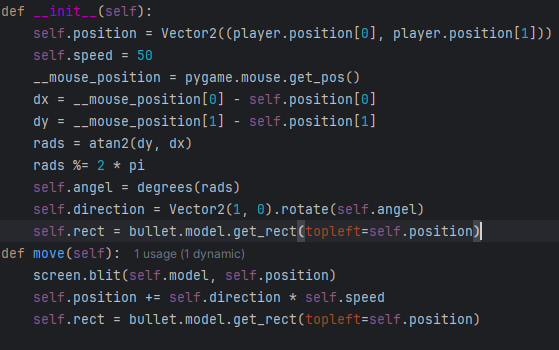 def __init__(self):
    self.position = Vector2((player.position[0], player.position[1]))
    self.speed = 50
    __mouse_position = pygame.mouse.get_pos()
    dx = __mouse_position[0] - self.position[0]
    dy = __mouse_position[1] - self.position[1]
    rads = atan2(dy, dx)
    rads %= 2 * pi
    self.angel = degrees(rads)
    self.direction = Vector2(1, 0).rotate(self.angel)
    self.rect = bullet.model.get_rect(topleft=self.position)
def move(self): 1 usage (1 dynamic)
    screen.blit(self.model, self.position)
    self.position += self.direction * self.speed
    self.rect = bullet.model.get_rect(topleft=self.position)